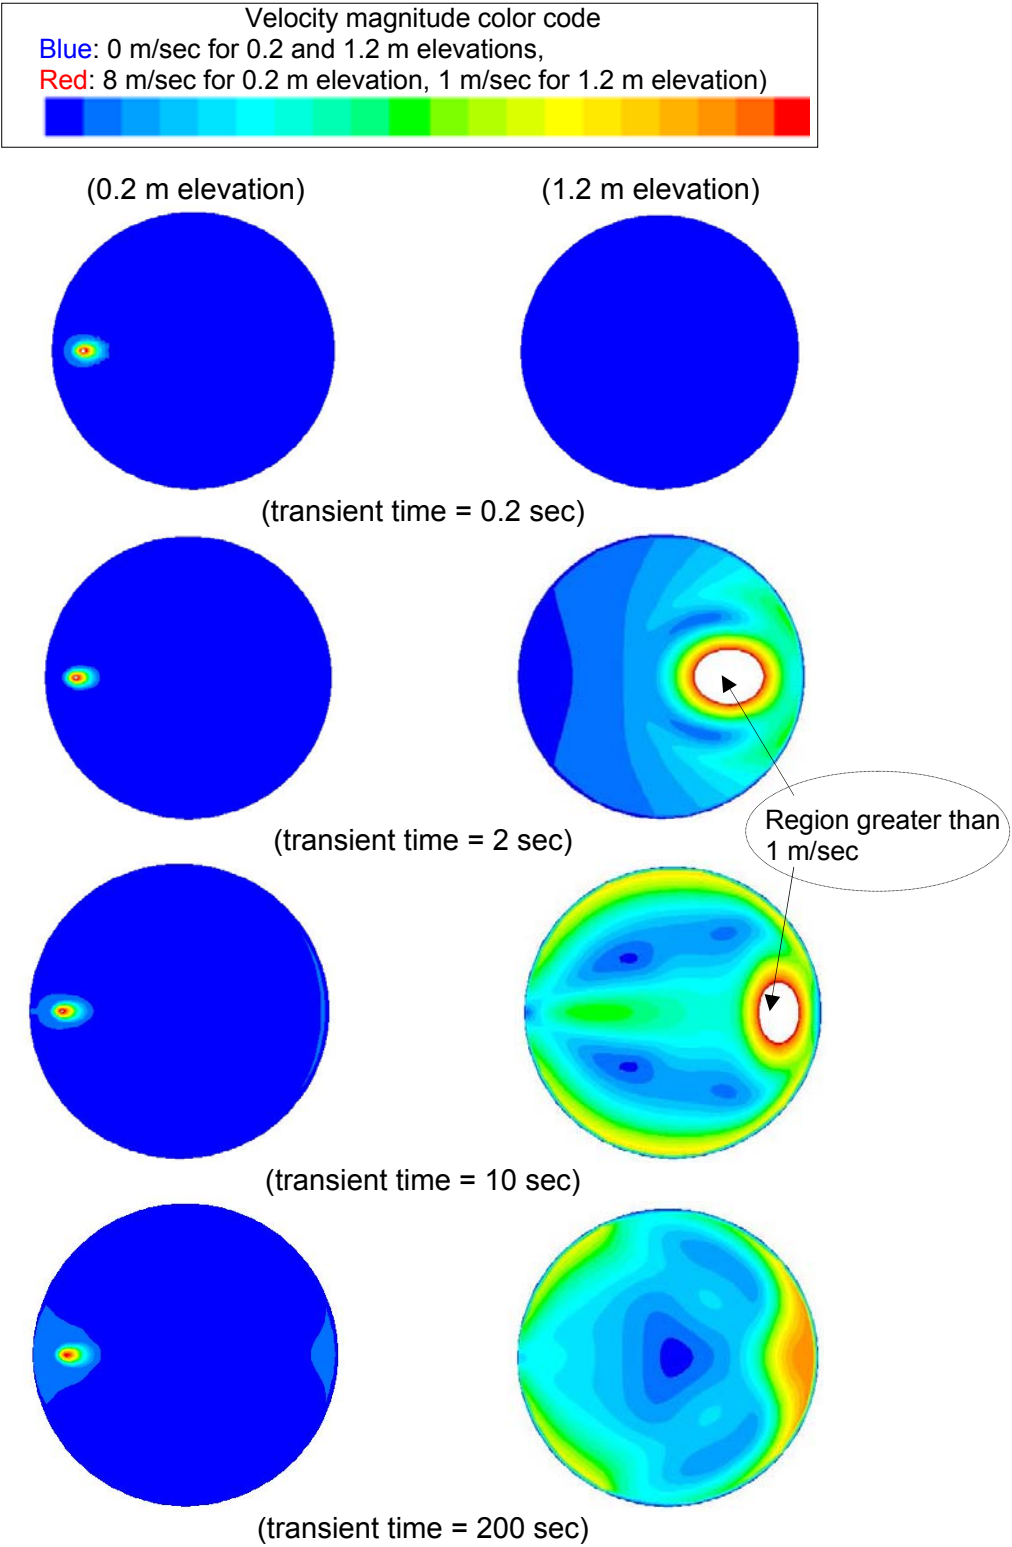 Velocity magnitude color code
Blue: 0 m/sec for 0.2 and 1.2 m elevations,
Red: 8 m/sec for 0.2 m elevation, 1 m/sec for 1.2 m elevation)
(0.2 m elevation)
(1.2 m elevation)
(transient time = 0.2 sec)
(transient time = 2 sec)
Region greater than
1 m/sec
(transient time = 10 sec)
(transient time = 200 sec)